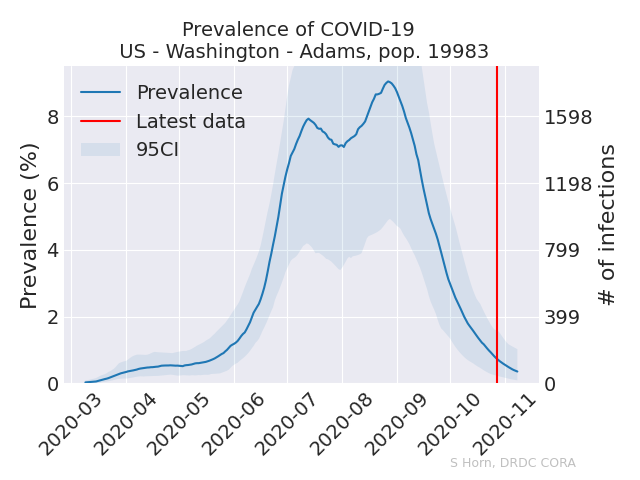 Prevalence of COVID-19
US - Washington - Adams, pop. 19983
Prevalence
Latest data
95CI
Prevalence (%)
8
6
4
2
0
1598
1198
799
399
0
# of infections
2020-03
2020-04
2020-05
2020-06
2020-07
2020-08
2020-09
2020-10
2020-11
S Horn, DRDC CORA